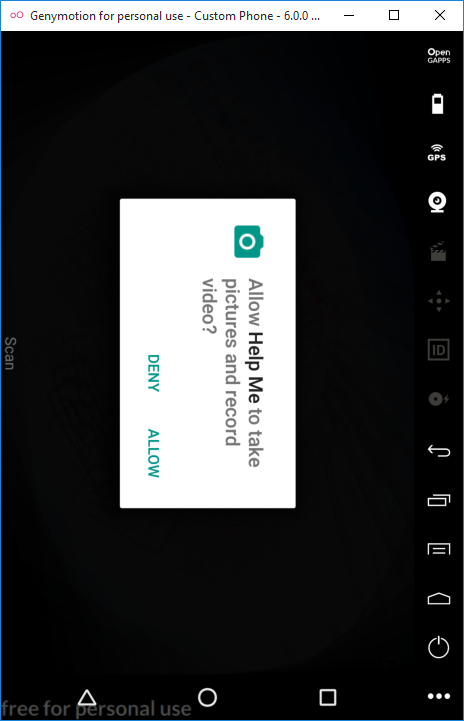 Genymotion for personal use - Custom Phone - 6.0.0 ...
Open
GAPPS
GPS
ID
Allow Help Me to take
pictures and record
video?
DENY ALLOW
Scan
free for personal use